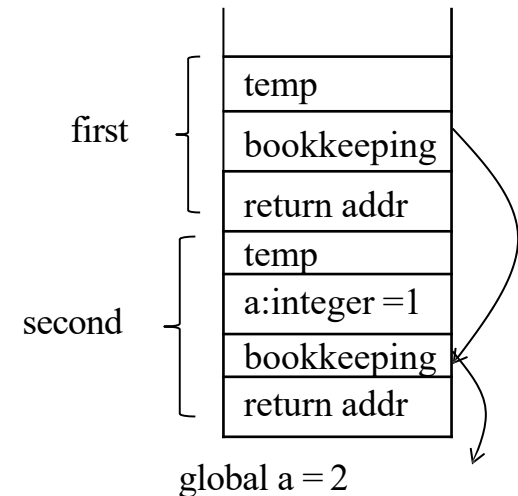 temp
first
bookkeeping
return addr
temp
a:integer =1
second
bookkeeping
return addr
global a = 2